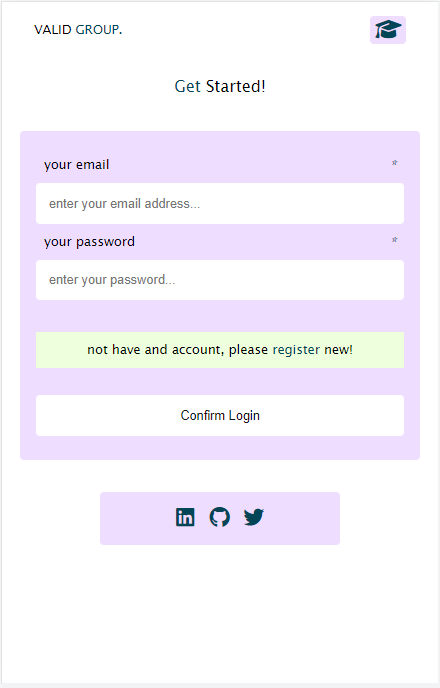 VALID GROUP.
Get Started!
your email *
enter your email address...
your password *
enter your password...
not have and account, please register new!
Confirm Login
in